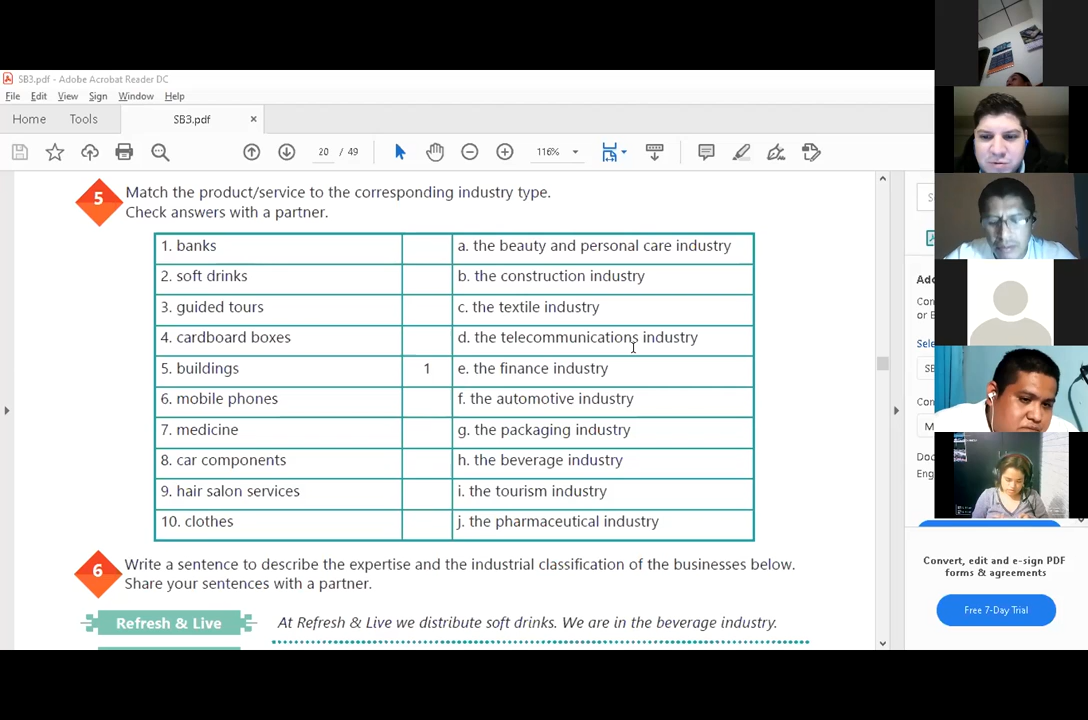 SB3.pdf - Adobe Acrobat Reader DC
File Edit View Sign Window Help
Home Tools SB3.pdf ×
20 / 49 116%
5 Match the product/service to the corresponding industry type.
Check answers with a partner.
1. banks a. the beauty and personal care industry
2. soft drinks b. the construction industry
3. guided tours c. the textile industry
4. cardboard boxes d. the telecommunications industry
5. buildings 1 e. the finance industry
6. mobile phones f. the automotive industry
7. medicine g. the packaging industry
8. car components h. the beverage industry
9. hair salon services i. the tourism industry
10. clothes j. the pharmaceutical industry
6 Write a sentence to describe the expertise and the industrial classification of the businesses below.
Share your sentences with a partner.
Refresh & Live At Refresh & Live we distribute soft drinks. We are in the beverage industry.
Convert, edit and e-sign PDF
forms & agreements
Free 7-Day Trial